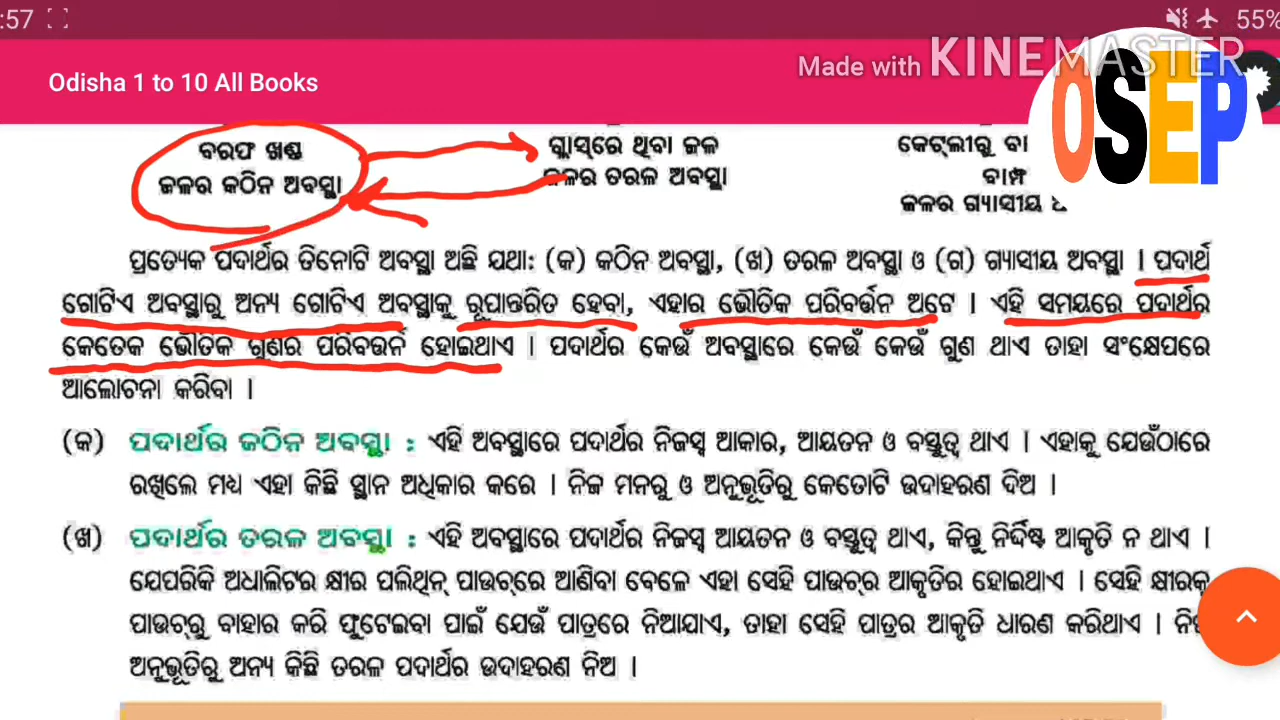 :57
55%
Made with KINEMASTER
Odisha 1 to 10 All Books
OSEP
ବରଫ ଖଣ୍ଡ ଗ୍ଲାସ୍‌ରେ ଥିବା ଜଳ କେଟ୍‌ଲୀରୁ ବା
ଜଳର କଠିନ ଅବସ୍ଥା ଜଳର ତରଳ ଅବସ୍ଥା ବାମ୍ଫ
ଜଳର ଗ୍ୟାସୀୟ
ପ୍ରତ୍ୟେକ ପଦାର୍ଥର ତିନୋଟି ଅବସ୍ଥା ଅଛି ଯଥା: (କ) କଠିନ ଅବସ୍ଥା, (ଖ) ତରଳ ଅବସ୍ଥା ଓ (ଗ) ଗ୍ୟାସୀୟ ଅବସ୍ଥା । ପଦାର୍ଥ
ଗୋଟିଏ ଅବସ୍ଥାରୁ ଅନ୍ୟ ଗୋଟିଏ ଅବସ୍ଥାକୁ ରୂପାନ୍ତରିତ ହେବା, ଏହାର ଭୌତିକ ପରିବର୍ତ୍ତନ ଅଟେ । ଏହି ସମୟରେ ପଦାର୍ଥର
କେତେକ ଭୌତିକ ଗୁଣର ପରିବର୍ତ୍ତନ ହୋଇଥାଏ । ପଦାର୍ଥର କେଉଁ ଅବସ୍ଥାରେ କେଉଁ କେଉଁ ଗୁଣ ଥାଏ ତାହା ସଂକ୍ଷେପରେ
ଆଲୋଚନା କରିବା ।
(କ) ପଦାର୍ଥର କଠିନ ଅବସ୍ଥା : ଏହି ଅବସ୍ଥାରେ ପଦାର୍ଥର ନିଜସ୍ୱ ଆକାର, ଆୟତନ ଓ ବସ୍ତୁତ୍ୱ ଥାଏ । ଏହାକୁ ଯେଉଁଠାରେ
ରଖିଲେ ମଧ୍ୟ ଏହା କିଛି ସ୍ଥାନ ଅଧିକାର କରେ । ନିଜ ମନରୁ ଓ ଅନୁଭୂତିରୁ କେତୋଟି ଉଦାହରଣ ଦିଅ ।
(ଖ) ପଦାର୍ଥର ତରଳ ଅବସ୍ଥା : ଏହି ଅବସ୍ଥାରେ ପଦାର୍ଥର ନିଜସ୍ୱ ଆୟତନ ଓ ବସ୍ତୁତ୍ୱ ଥାଏ, କିନ୍ତୁ ନିର୍ଦ୍ଦିଷ୍ଟ ଆକୃତି ନ ଥାଏ ।
ଯେପରିକି ଅଧାଲିଟର କ୍ଷୀର ପଲିଥିନ୍ ପାଉଚ୍‌ରେ ଆଣିବା ବେଳେ ଏହା ସେହି ପାଉଚ୍‌ର ଆକୃତିର ହୋଇଥାଏ । ସେହି କ୍ଷୀରକୁ
ପାଉଚ୍‌ରୁ ବାହାର କରି ଫୁଟେଇବା ପାଇଁ ଯେଉଁ ପାତ୍ରରେ ନିଆଯାଏ, ତାହା ସେହି ପାତ୍ରର ଆକୃତି ଧାରଣ କରିଥାଏ ।
ଅନୁଭୂତିରୁ ଅନ୍ୟ କିଛି ତରଳ ପଦାର୍ଥର ଉଦାହରଣ ନିଅ ।